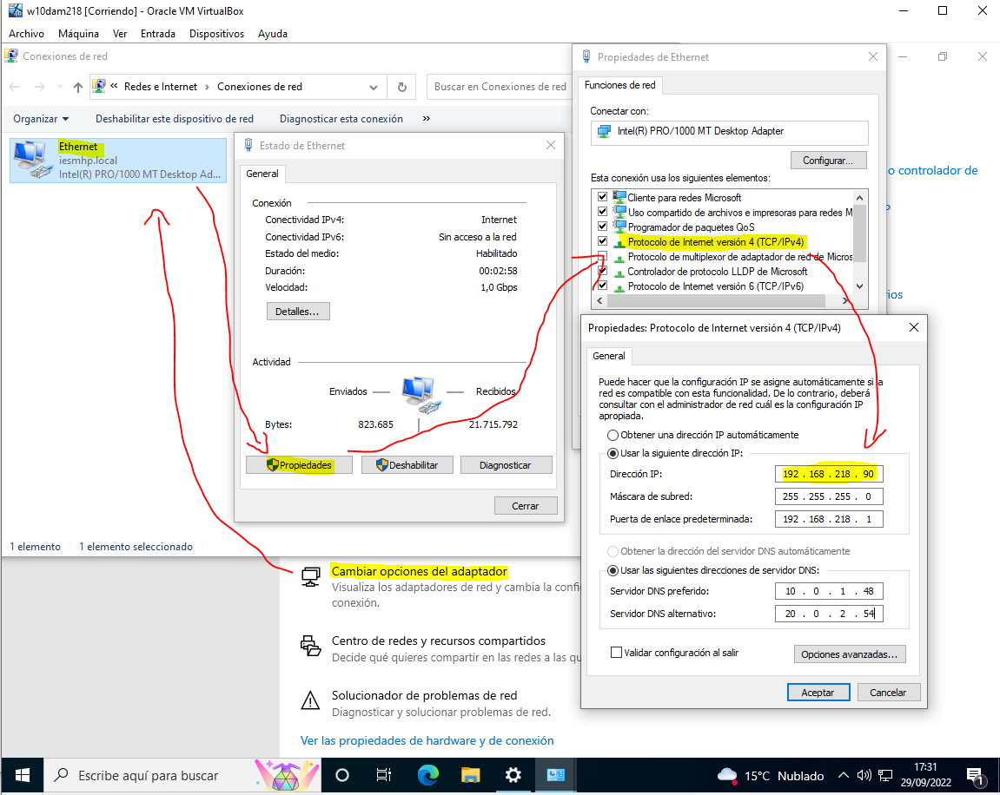 w10dam218 [Corriendo] - Oracle VM VirtualBox
Archivo Máquina Ver Entrada Dispositivos Ayuda
Conexiones de red
« Redes e Internet › Conexiones de red
Buscar en Conexiones de red
Organizar Deshabilitar este dispositivo de red Diagnosticar esta conexión »
Ethernet
iesmhp.local
Intel(R) PRO/1000 MT Desktop Ad...
1 elemento 1 elemento seleccionado
Estado de Ethernet
General
Conexión
Conectividad IPv4: Internet
Conectividad IPv6: Sin acceso a la red
Estado del medio: Habilitado
Duración: 00:02:58
Velocidad: 1,0 Gbps
Detalles...
Actividad
Enviados Recibidos
Bytes: 823.685 21.715.792
Propiedades Deshabilitar Diagnosticar
Cerrar
Propiedades de Ethernet
Funciones de red
Conectar con:
Intel(R) PRO/1000 MT Desktop Adapter
Configurar...
Esta conexión usa los siguientes elementos:
Cliente para redes Microsoft
Uso compartido de archivos e impresoras para redes M
Programador de paquetes QoS
Protocolo de Internet versión 4 (TCP/IPv4)
Protocolo de multiplexor de adaptador de red de Micros
Controlador de protocolo LLDP de Microsoft
Protocolo de Internet versión 6 (TCP/IPv6)
o controlador de
ios
Propiedades: Protocolo de Internet versión 4 (TCP/IPv4)
General
Puede hacer que la configuración IP se asigne automáticamente si la
red es compatible con esta funcionalidad. De lo contrario, deberá
consultar con el administrador de red cuál es la configuración IP
apropiada.
Obtener una dirección IP automáticamente
Usar la siguiente dirección IP:
Dirección IP: 192 . 168 . 218 . 90
Máscara de subred: 255 . 255 . 255 . 0
Puerta de enlace predeterminada: 192 . 168 . 218 . 1
Obtener la dirección del servidor DNS automáticamente
Usar las siguientes direcciones de servidor DNS:
Servidor DNS preferido: 10 . 0 . 1 . 48
Servidor DNS alternativo: 20 . 0 . 2 . 54
Validar configuración al salir
Opciones avanzadas...
Aceptar Cancelar
Cambiar opciones del adaptador
Visualiza los adaptadores de red y cambia la confi
conexión.
Centro de redes y recursos compartidos
Decide qué quieres compartir en las redes a las qu
Solucionador de problemas de red
Diagnosticar y solucionar problemas de red.
Ver las propiedades de hardware y de conexión
Escribe aquí para buscar
15°C Nublado
17:31
29/09/2022
1